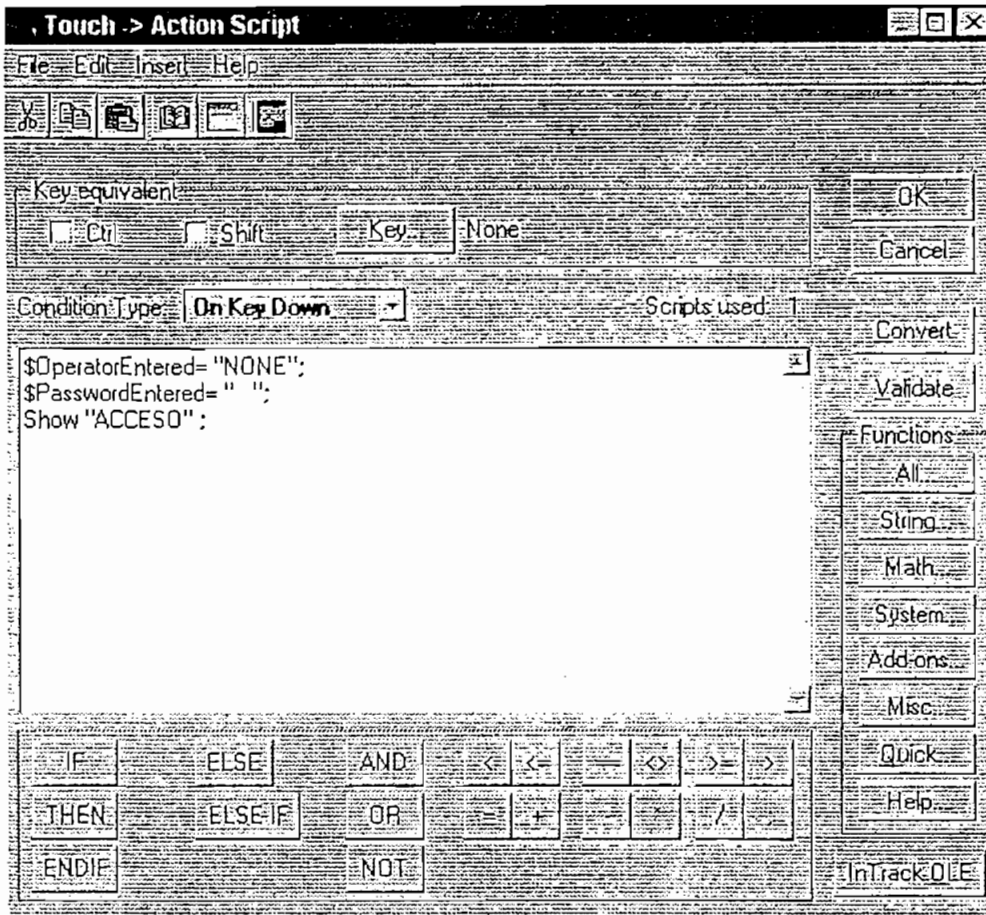 Touch -> Action Script
File Edit Insert Help
Key equivalent
Ctrl Shift Key... None
OK
Cancel
Condition Type: On Key Down Scripts used: 1
Convert
Validate
$OperatorEntered= "NONE";
$PasswordEntered= "  ";
Show "ACCESO" ;
Functions
All...
String...
Math...
System...
Add-ons...
Misc...
Quick...
Help...
IF ELSE AND < <= == <> >= >
THEN ELSE IF OR = + - * / ;
ENDIF NOT
InTrack OLE